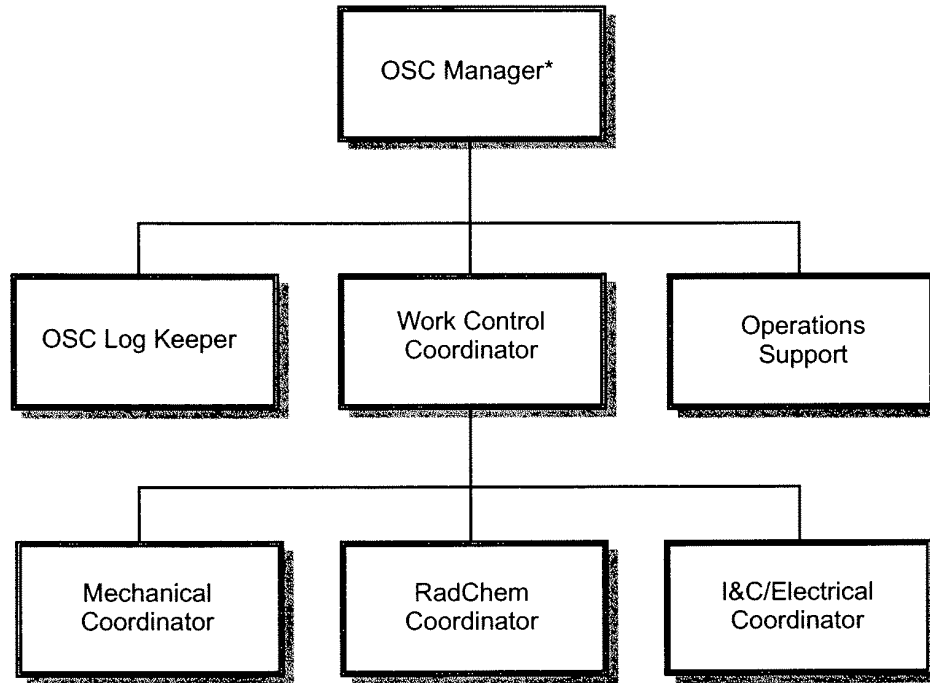 OSC Manager*
OSC Log Keeper
Work Control
Coordinator
Operations
Support
Mechanical
Coordinator
RadChem
Coordinator
I&C/Electrical
Coordinator